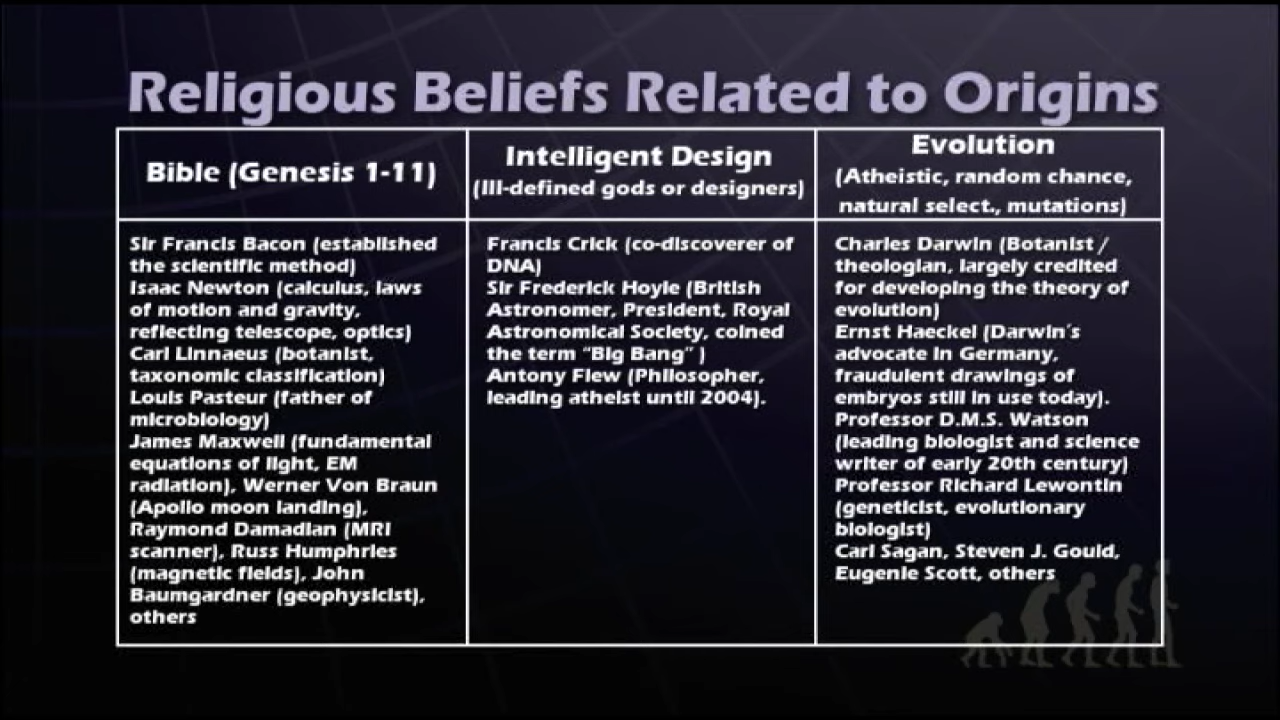 Religious Beliefs Related to Origins
Bible (Genesis 1-11)
Intelligent Design
(Ill-defined gods or designers)
Evolution
(Atheistic, random chance,
natural select., mutations)
Sir Francis Bacon (established
the scientific method)
Isaac Newton (calculus, laws
of motion and gravity,
reflecting telescope, optics)
Carl Linnaeus (botanist,
taxonomic classification)
Louis Pasteur (father of
microbiology)
James Maxwell (fundamental
equations of light, EM
radiation), Werner Von Braun
(Apollo moon landing),
Raymond Damadian (MRI
scanner), Russ Humphries
(magnetic fields), John
Baumgardner (geophysicist),
others
Francis Crick (co-discoverer of
DNA)
Sir Frederick Hoyle (British
Astronomer, President, Royal
Astronomical Society, coined
the term “Big Bang” )
Antony Flew (Philosopher,
leading atheist until 2004).
Charles Darwin (Botanist /
theologian, largely credited
for developing the theory of
evolution)
Ernst Haeckel (Darwin's
advocate in Germany,
fraudulent drawings of
embryos still in use today).
Professor D.M.S. Watson
(leading biologist and science
writer of early 20th century)
Professor Richard Lewontin
(geneticist, evolutionary
biologist)
Carl Sagan, Steven J. Gould,
Eugenie Scott, others